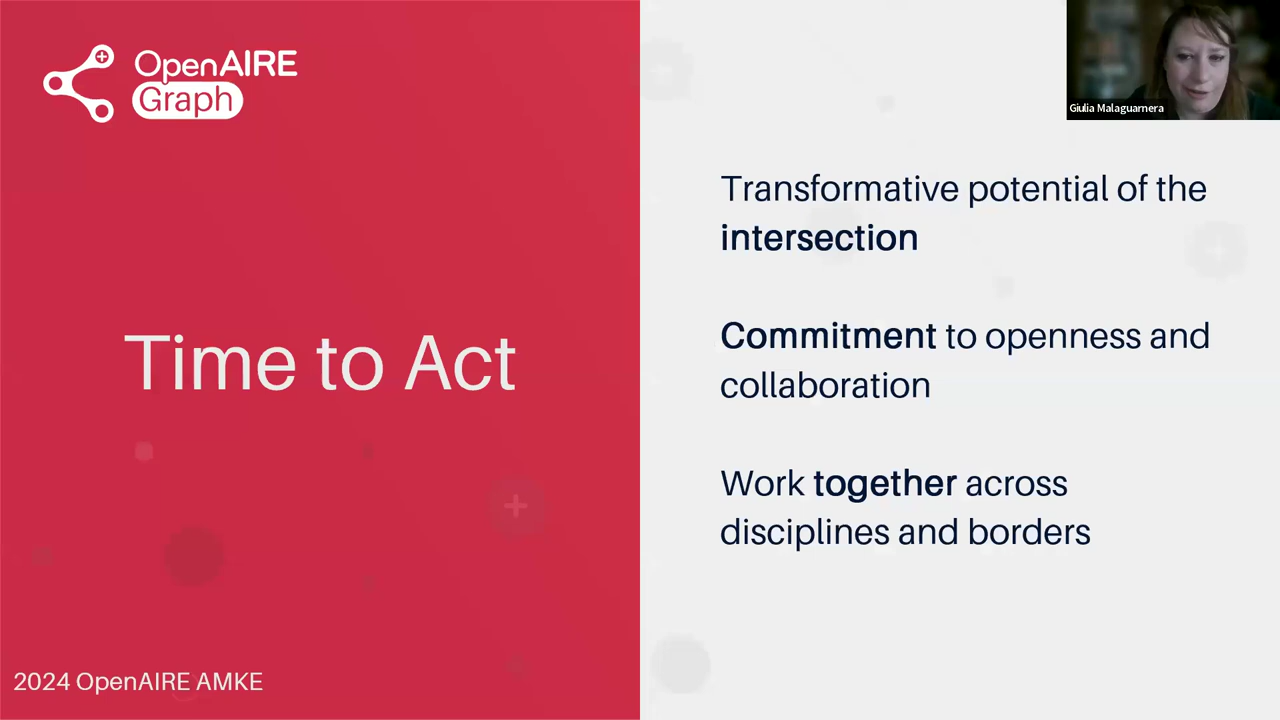 OpenAIRE
Graph
Giulia Malaguarnera
Time to Act
Transformative potential of the
intersection
Commitment to openness and
collaboration
Work together across
disciplines and borders
2024 OpenAIRE AMKE